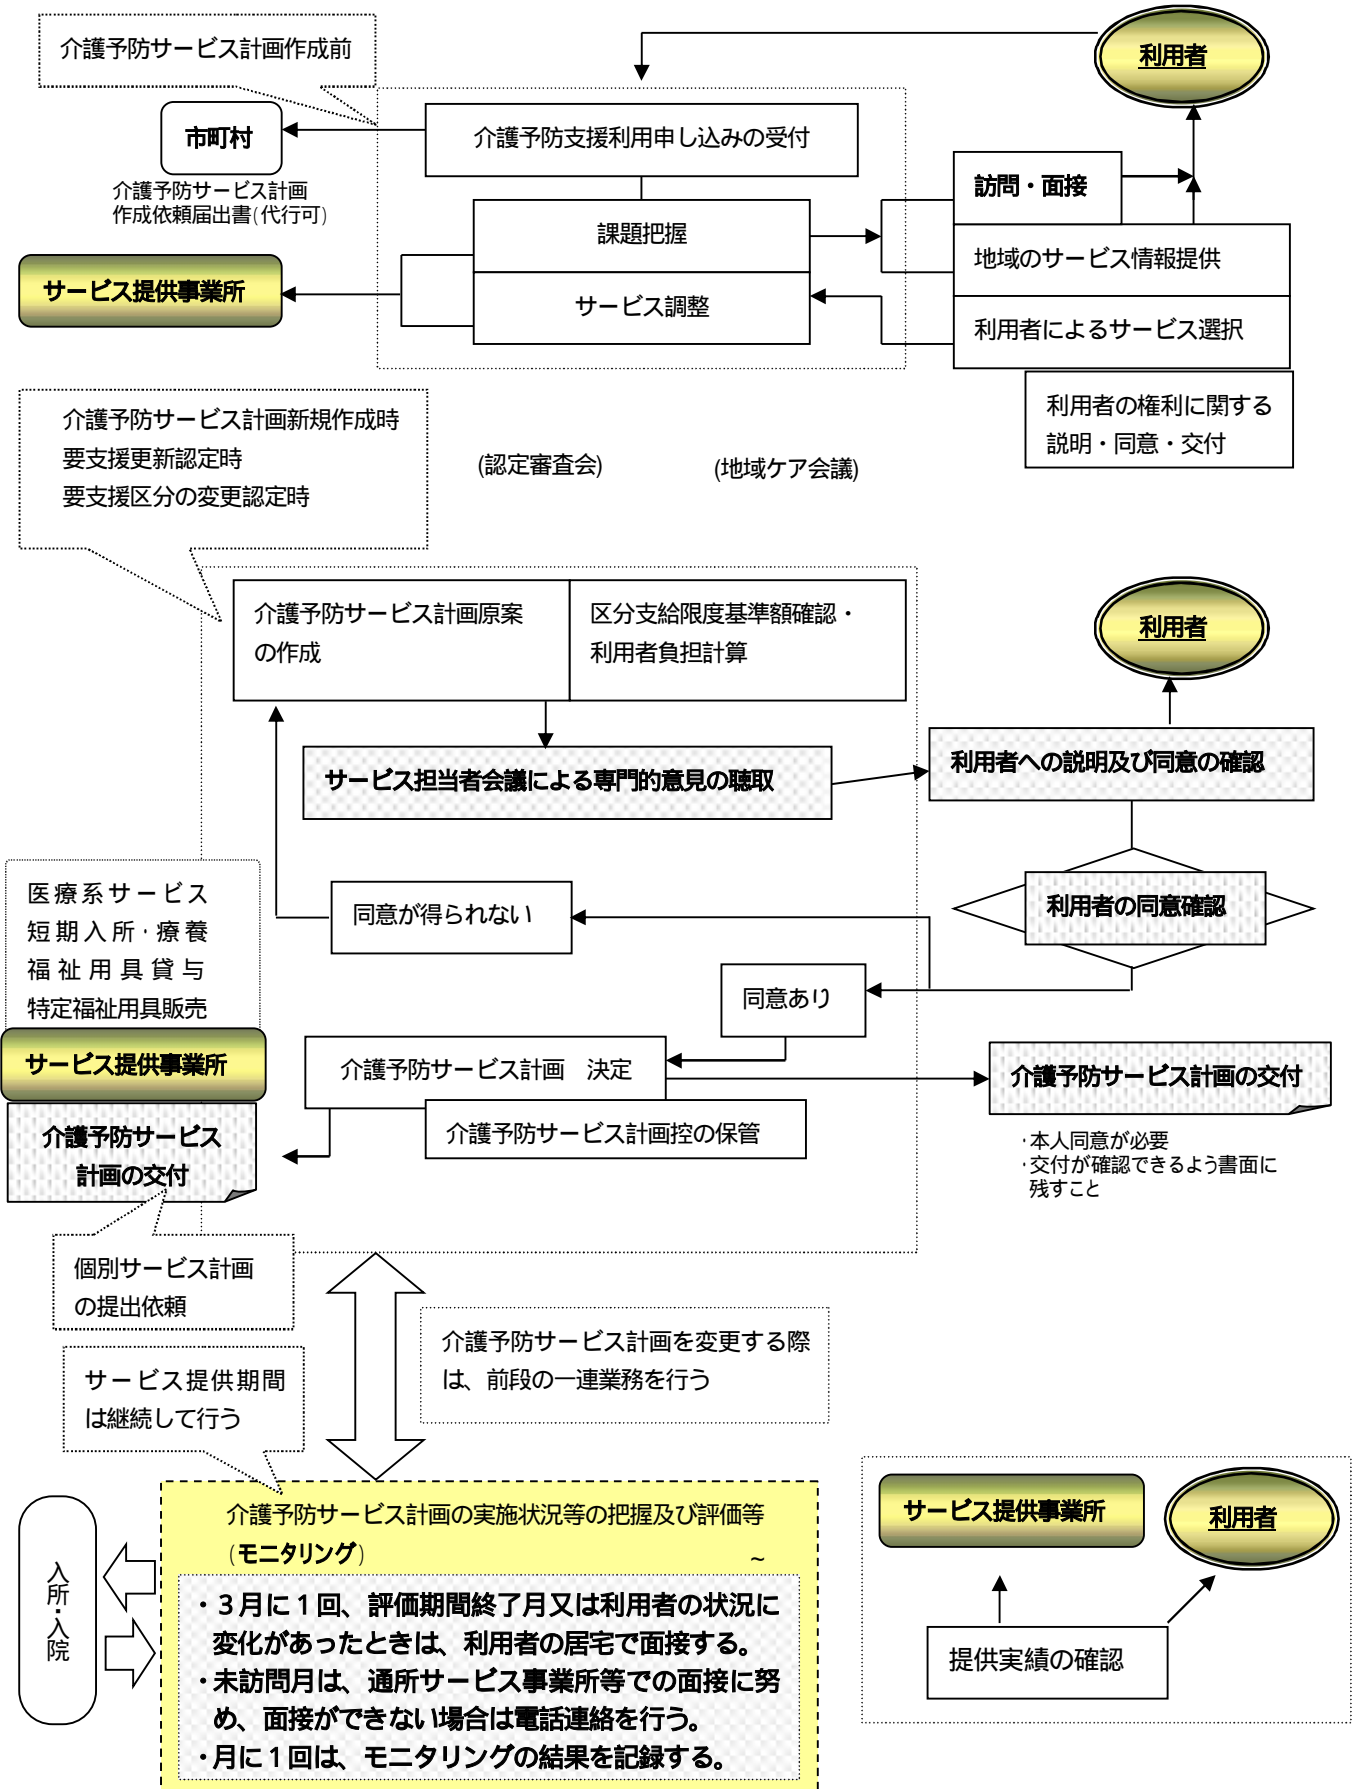 介護予防サービス計画作成前
利用者
市町村
介護予防支援利用申し込みの受付
介護予防サービス計画
作成依頼届出書(代行可)
訪問・面接
課題把握
地域のサービス情報提供
サービス提供事業所
サービス調整
利用者によるサービス選択
利用者の権利に関する
説明・同意・交付
介護予防サービス計画新規作成時
要支援更新認定時
要支援区分の変更認定時
(認定審査会)
(地域ケア会議)
介護予防サービス計画原案
の作成
区分支給限度基準額確認・
利用者負担計算
利用者
サービス担当者会議による専門的意見の聴取
利用者への説明及び同意の確認
医療系サービス
短期入所・療養
福祉用具貸与
特定福祉用具販売
同意が得られない
利用者の同意確認
同意あり
サービス提供事業所
介護予防サービス計画　決定
介護予防サービス計画の交付
介護予防サービス
計画の交付
介護予防サービス計画控の保管
・本人同意が必要
・交付が確認できるよう書面に
残すこと
個別サービス計画
の提出依頼
介護予防サービス計画を変更する際
は、前段の一連業務を行う
サービス提供期間
は継続して行う
介護予防サービス計画の実施状況等の把握及び評価等
(モニタリング)　～
・３月に１回、評価期間終了月又は利用者の状況に
変化があったときは、利用者の居宅で面接する。
・未訪問月は、通所サービス事業所等での面接に努
め、面接ができない場合は電話連絡を行う。
・月に１回は、モニタリングの結果を記録する。
入所・入院
サービス提供事業所
利用者
提供実績の確認